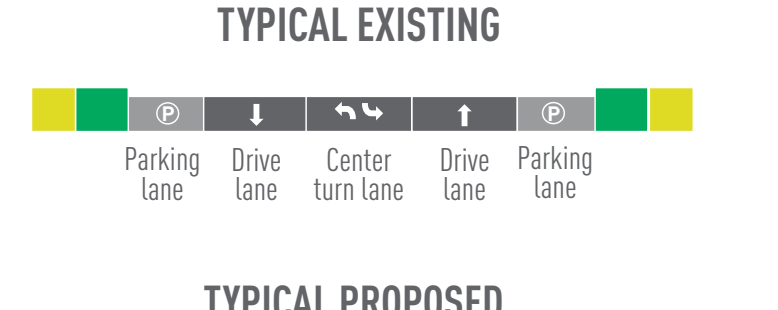 TYPICAL EXISTING
P P
Parking Drive Center Drive Parking
lane lane turn lane lane lane
TYPICAL PROPOSED